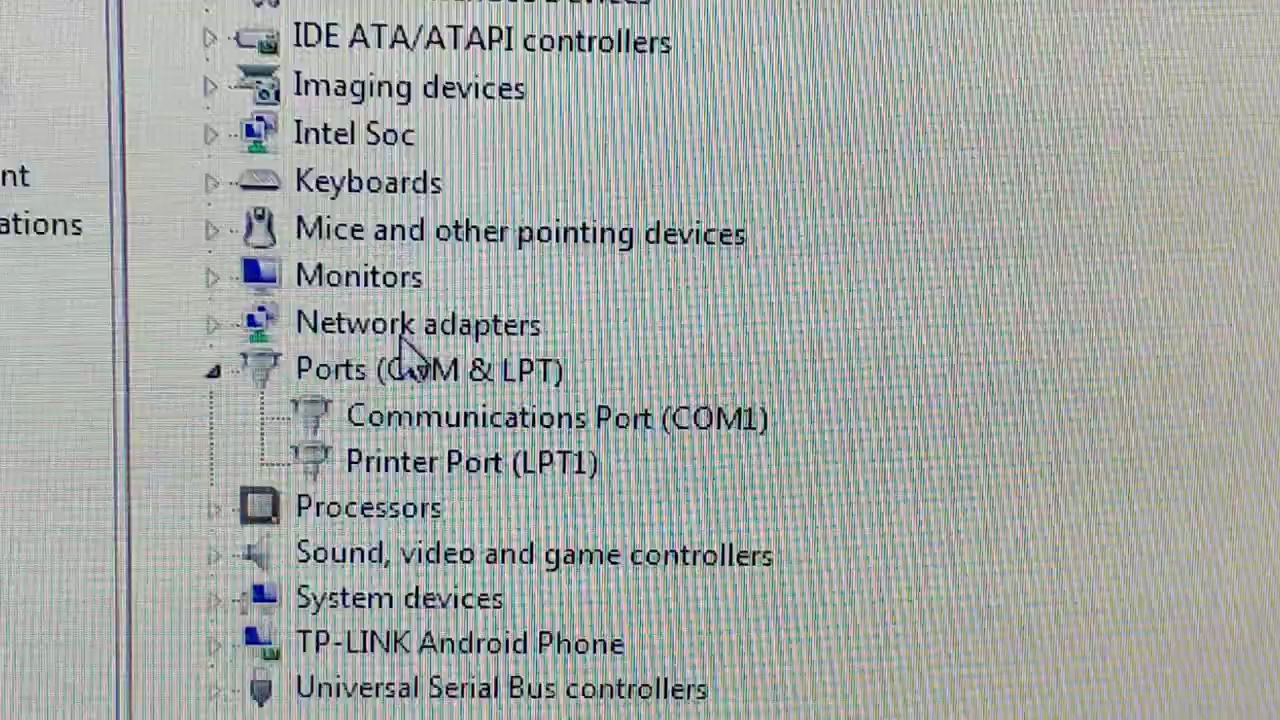 IDE ATA/ATAPI controllers
Imaging devices
Intel Soc
nt
Keyboards
ations
Mice and other pointing devices
Monitors
Network adapters
Ports (COM & LPT)
Communications Port (COM1)
Printer Port (LPT1)
Processors
Sound, video and game controllers
System devices
TP-LINK Android Phone
Universal Serial Bus controllers